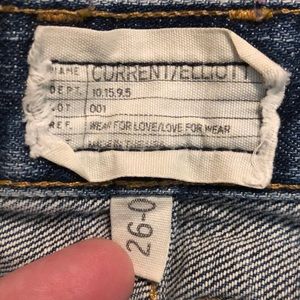 NAME CURRENT/ELLIOTT
DEPT. 10.15.9.5
LOT 001
REF. WEAR FOR LOVE/LOVE FOR WEAR
26-0